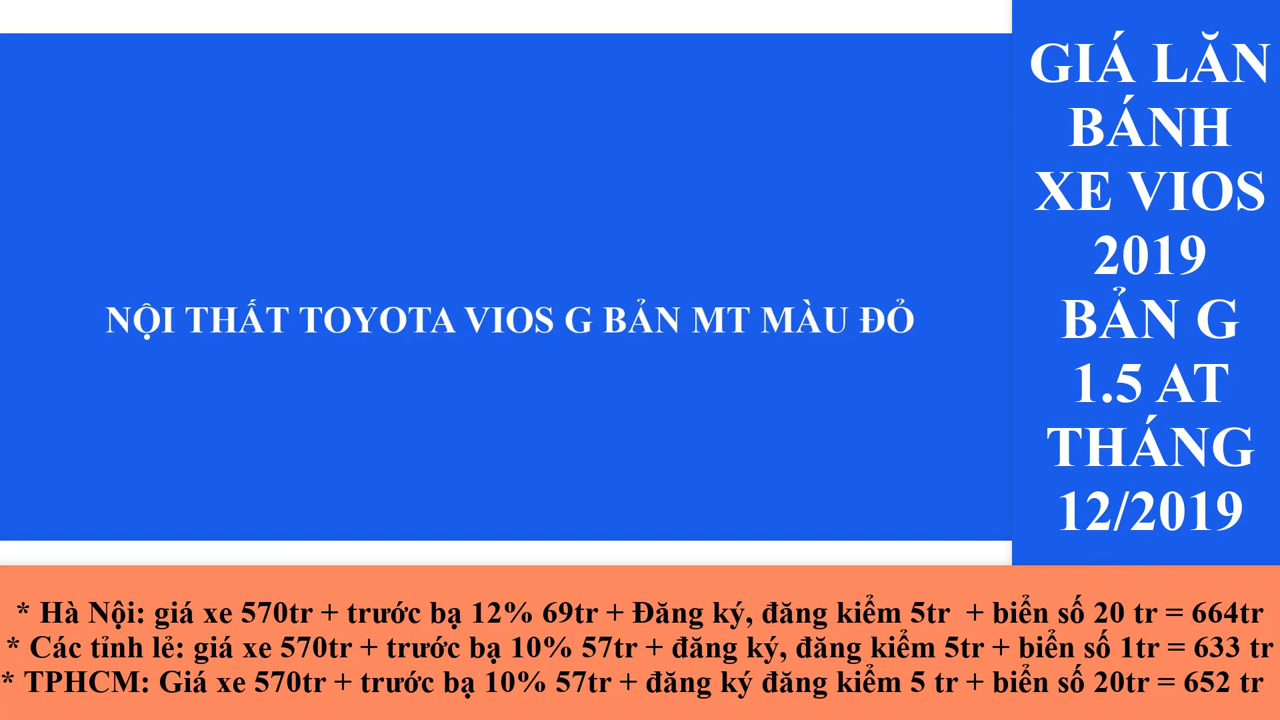 GIÁ LĂN
BÁNH
XE VIOS
2019
BẢN G
1.5 AT
THÁNG
12/2019
NỘI THẤT TOYOTA VIOS G BẢN MT MÀU ĐỎ
* Hà Nội: giá xe 570tr + trước bạ 12% 69tr + Đăng ký, đăng kiểm 5tr + biển số 20 tr = 664tr
* Các tỉnh lẻ: giá xe 570tr + trước bạ 10% 57tr + đăng ký, đăng kiểm 5tr + biển số 1tr = 633 tr
* TPHCM: Giá xe 570tr + trước bạ 10% 57tr + đăng ký đăng kiểm 5 tr + biển số 20tr = 652 tr